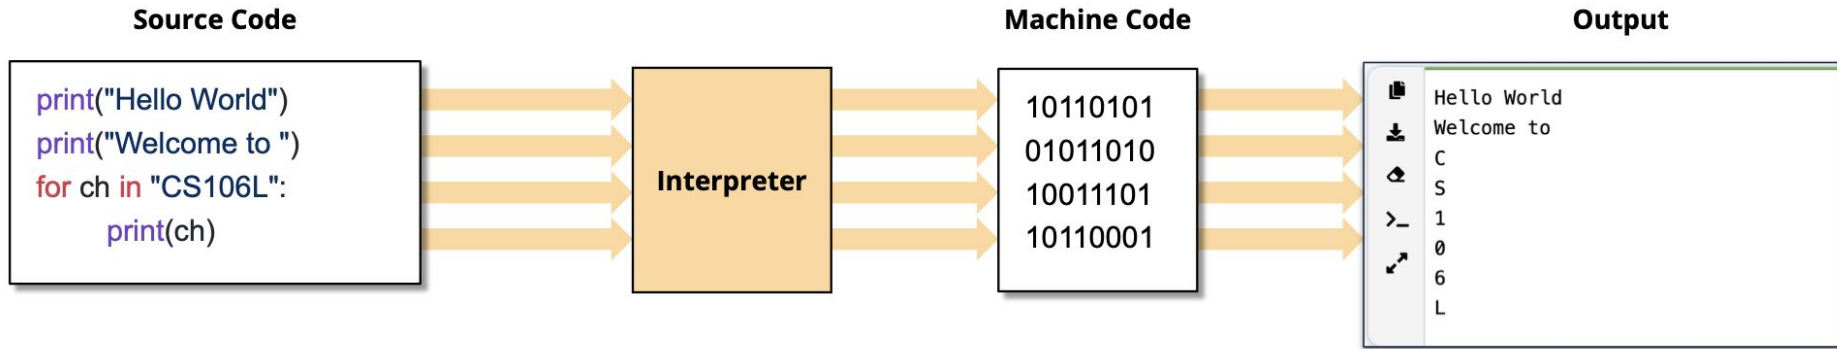 Source Code
print("Hello World")
print("Welcome to ")
for ch in "CS106L":
print(ch)
Interpreter
Machine Code
10110101
01011010
10011101
10110001
Output
Hello World
Welcome to
C
S
1
0
6
L